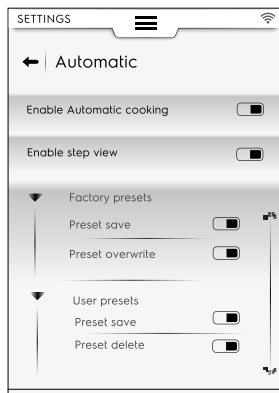 SETTINGS
Automatic
Enable Automatic cooking
Enable step view
Factory presets
Preset save
Preset overwrite
User presets
Preset save
Preset delete